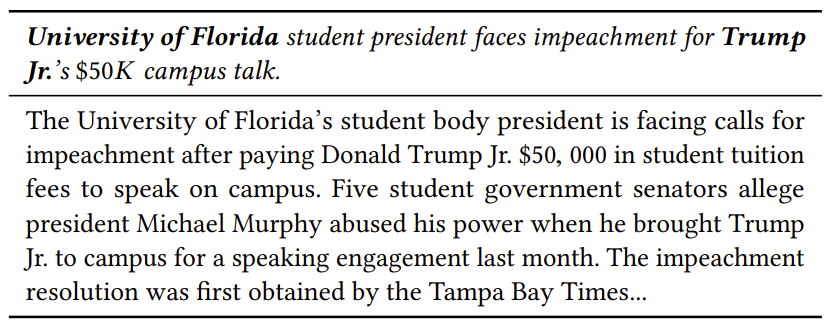 University of Florida student president faces impeachment for Trump
Jr.'s $50K campus talk.
The University of Florida's student body president is facing calls for
impeachment after paying Donald Trump Jr. $50, 000 in student tuition
fees to speak on campus. Five student government senators allege
president Michael Murphy abused his power when he brought Trump
Jr. to campus for a speaking engagement last month. The impeachment
resolution was first obtained by the Tampa Bay Times...